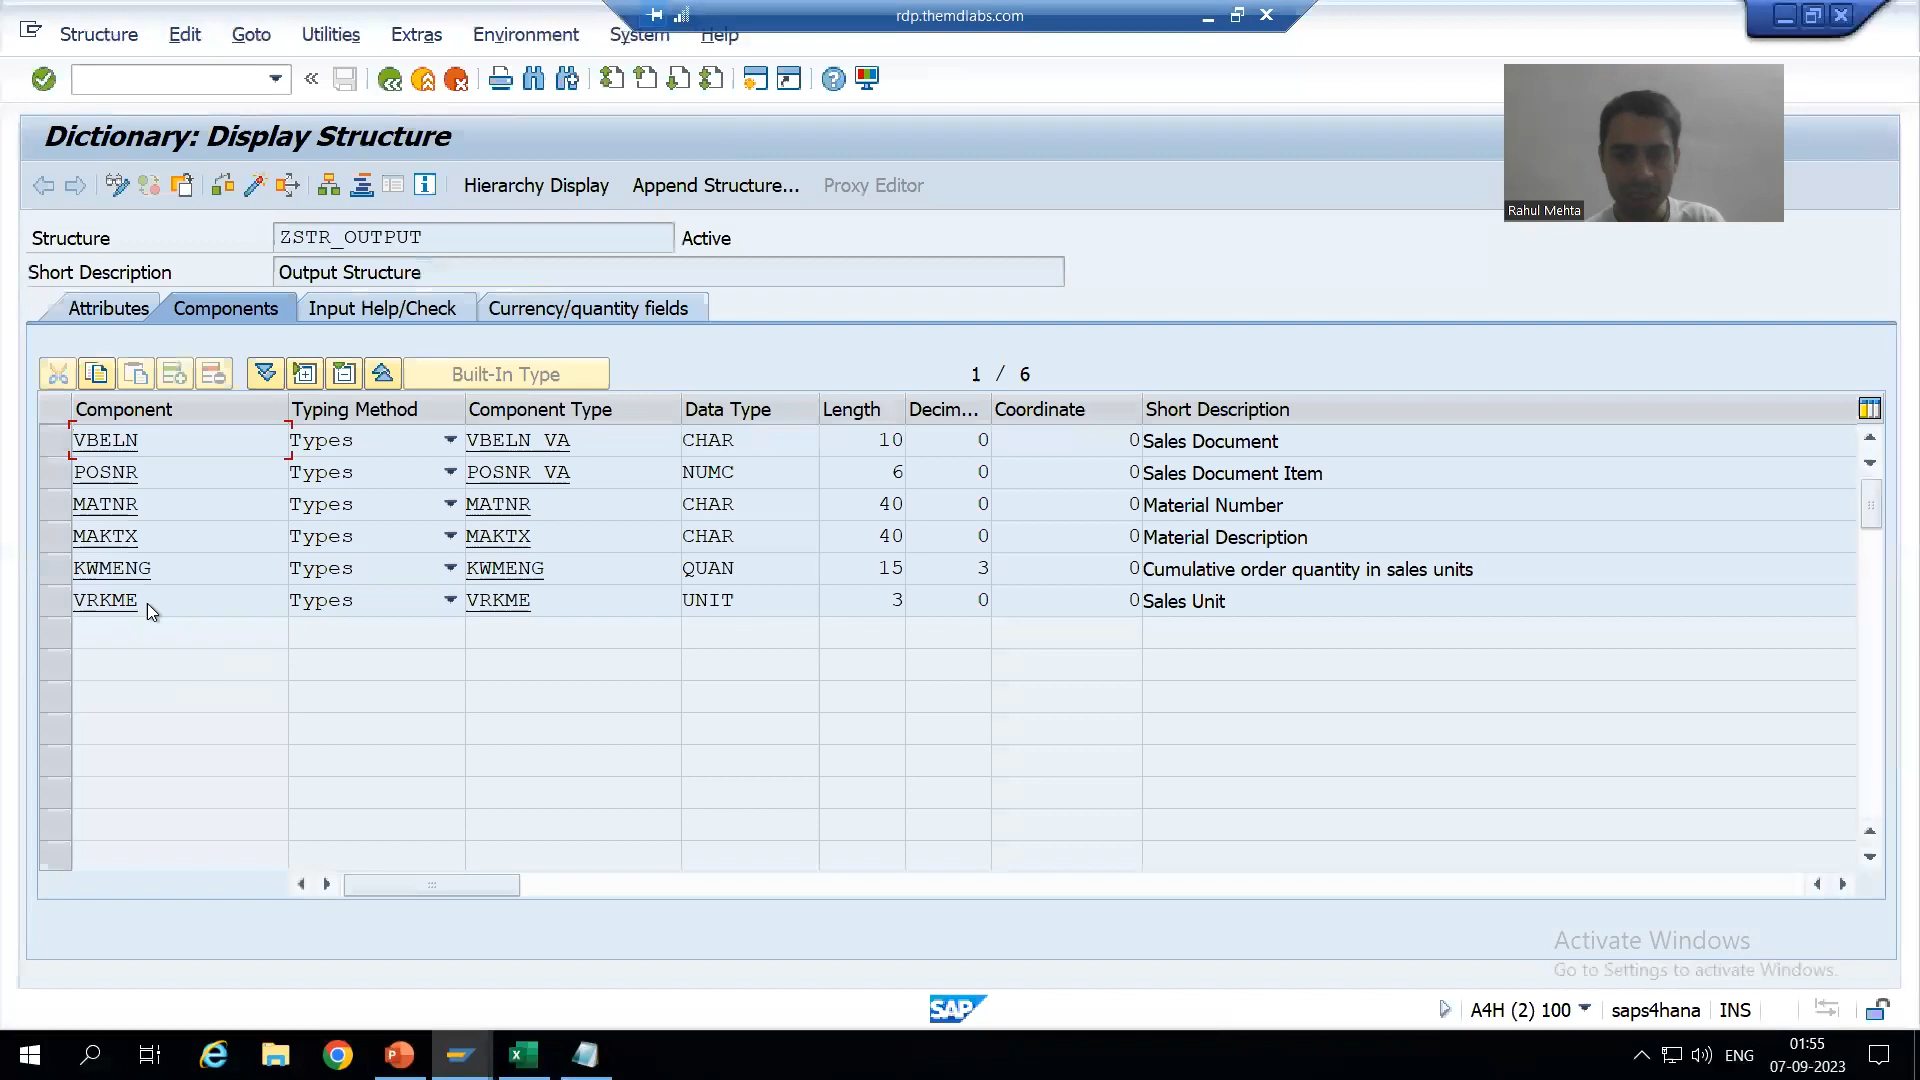 rdp.themdlabs.com
Structure Edit Goto Utilities Extras Environment System Help
Dictionary: Display Structure
Hierarchy Display Append Structure... Proxy Editor
Rahul Mehta
Structure ZSTR_OUTPUT Active
Short Description Output Structure
Attributes Components Input Help/Check Currency/quantity fields
Built-In Type 1 / 6
Component Typing Method Component Type Data Type Length Decim... Coordinate Short Description
VBELN Types VBELN_VA CHAR 10 0 0 Sales Document
POSNR Types POSNR_VA NUMC 6 0 0 Sales Document Item
MATNR Types MATNR CHAR 40 0 0 Material Number
MAKTX Types MAKTX CHAR 40 0 0 Material Description
KWMENG Types KWMENG QUAN 15 3 0 Cumulative order quantity in sales units
VRKME Types VRKME UNIT 3 0 0 Sales Unit
Activate Windows
Go to Settings to activate Windows.
SAP A4H (2) 100 saps4hana INS
ENG 01:55
07-09-2023